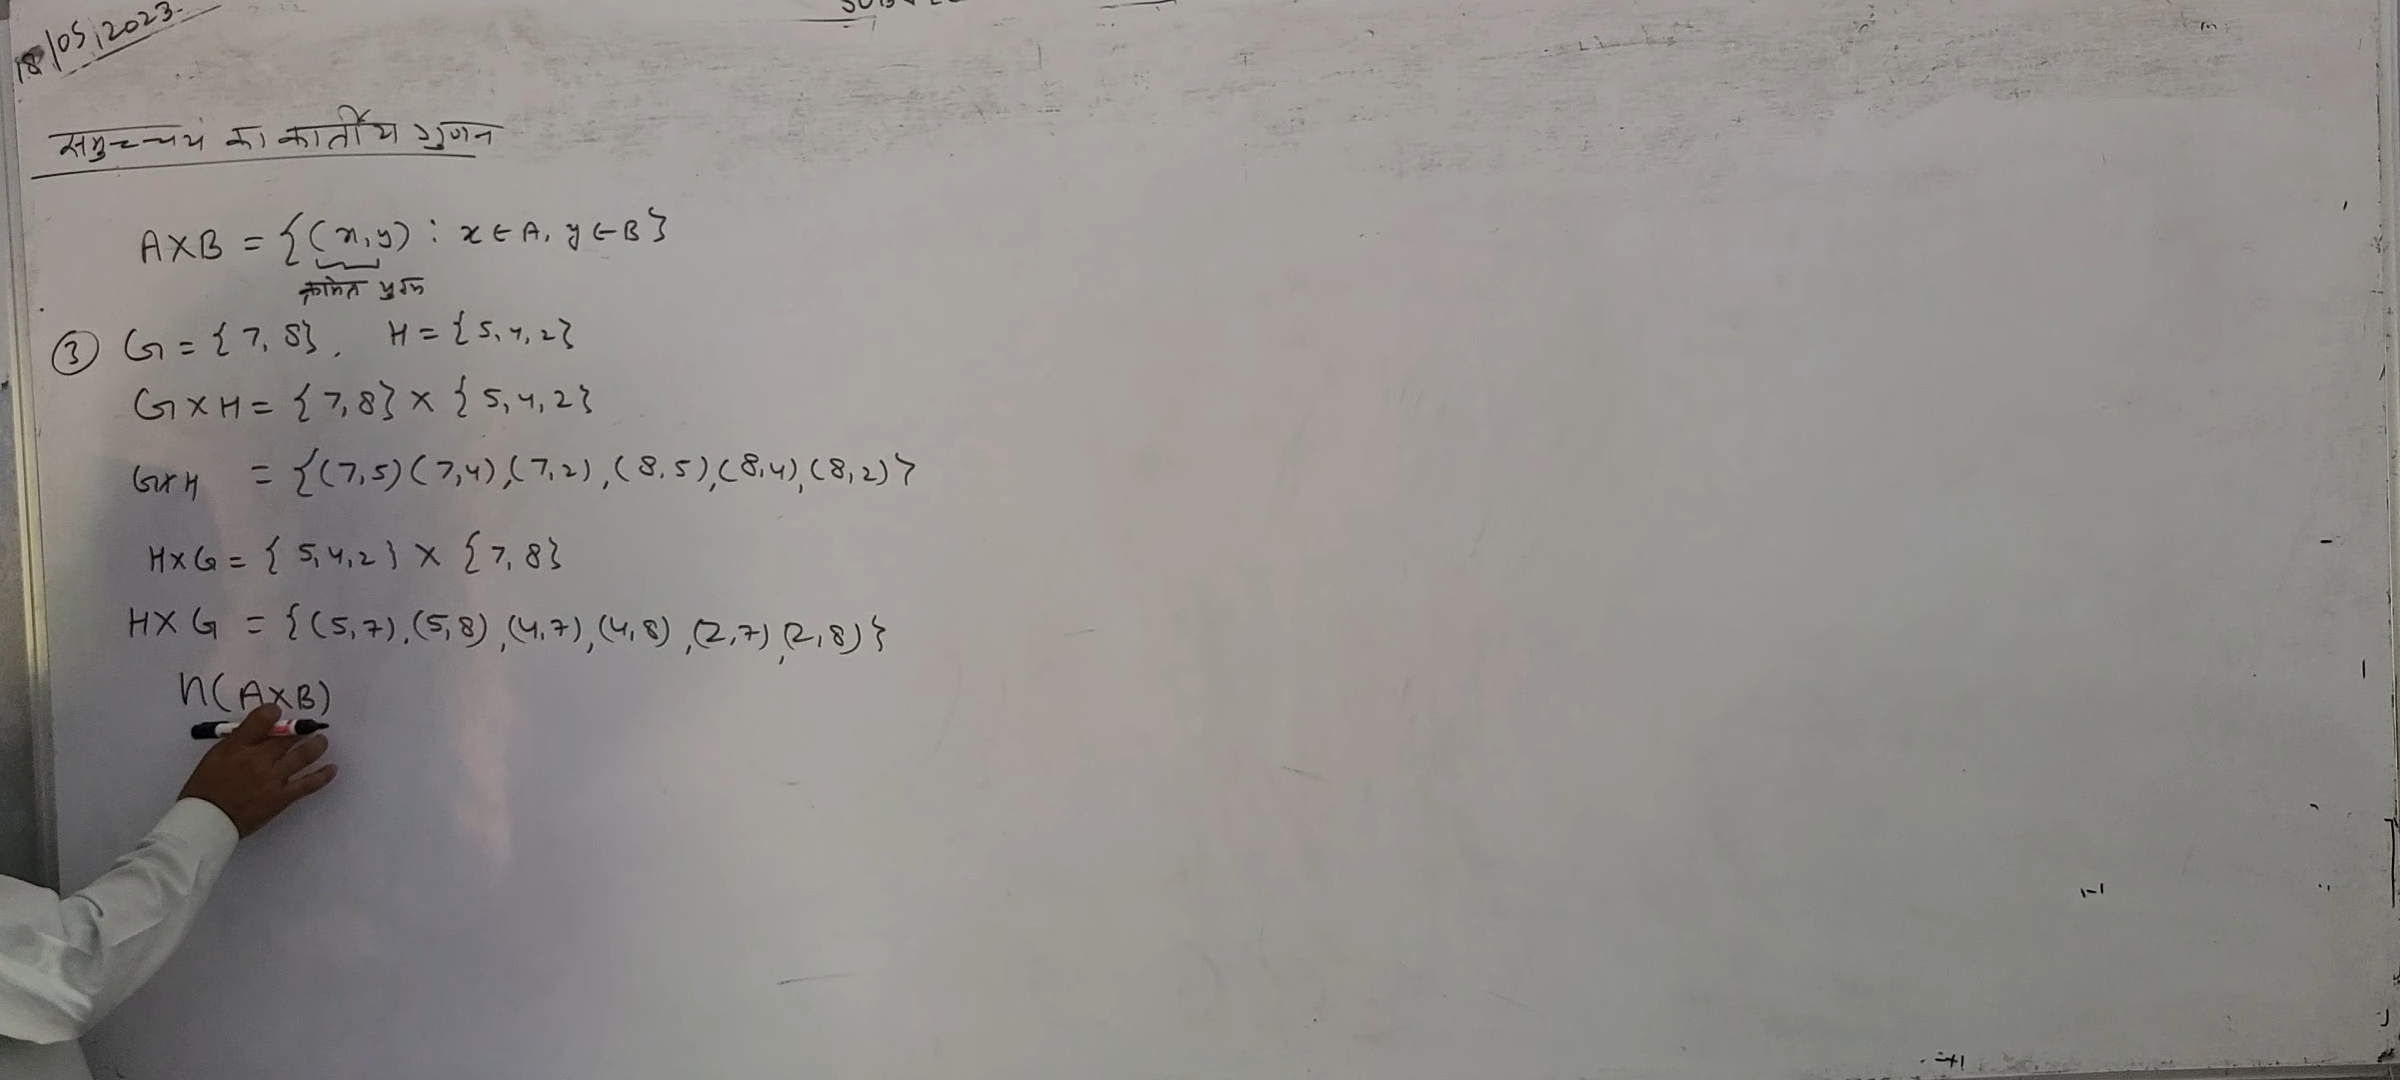 18/05/2023
समुच्चय का कार्तीय गुणन
A×B = {(x,y) : x∈A, y∈B}
क्रमित युग्म
③ G = {7, 8}, H = {5,4,2}
G×H = {7,8} × {5,4,2}
G×H = {(7,5)(7,4),(7,2),(8,5),(8,4),(8,2)}
H×G = {5,4,2} × {7,8}
H×G = {(5,7),(5,8),(4,7),(4,8),(2,7),(2,8)}
n(A×B)